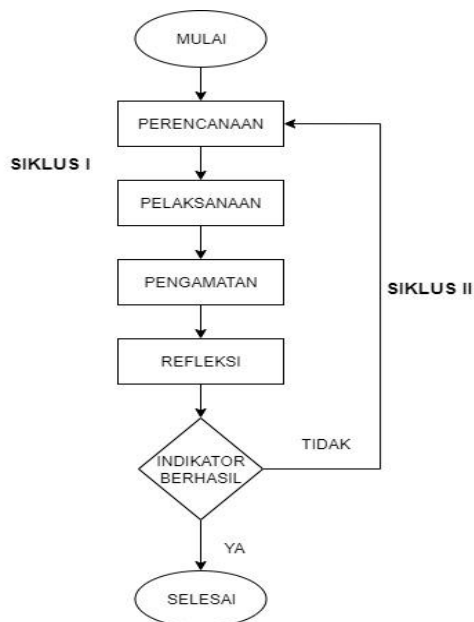 MULAI
PERENCANAAN
SIKLUS I
PELAKSANAAN
PENGAMATAN
SIKLUS II
REFLEKSI
TIDAK
INDIKATOR
BERHASIL
YA
SELESAI